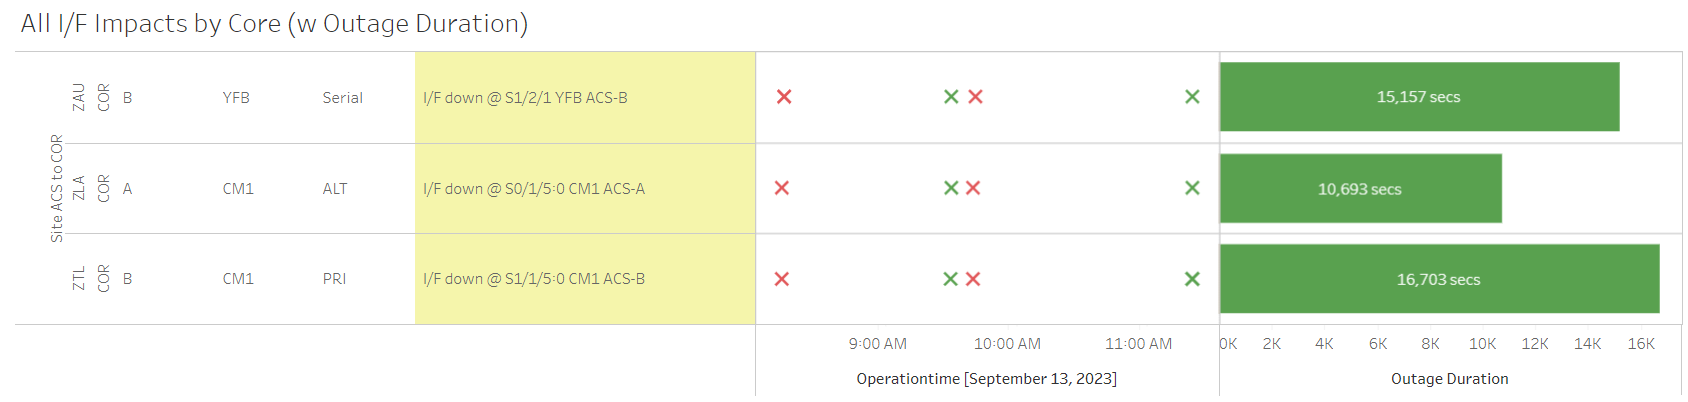 All I/F Impacts by Core (w Outage Duration)
Site ACS to COR
ZAU COR B YFB Serial I/F down @ S1/2/1 YFB ACS-B 15,157 secs
ZLA COR A CM1 ALT I/F down @ S0/1/5:0 CM1 ACS-A 10,693 secs
ZTL COR B CM1 PRI I/F down @ S1/1/5:0 CM1 ACS-B 16,703 secs
9:00 AM 10:00 AM 11:00 AM 0K 2K 4K 6K 8K 10K 12K 14K 16K
Operationtime [September 13, 2023] Outage Duration